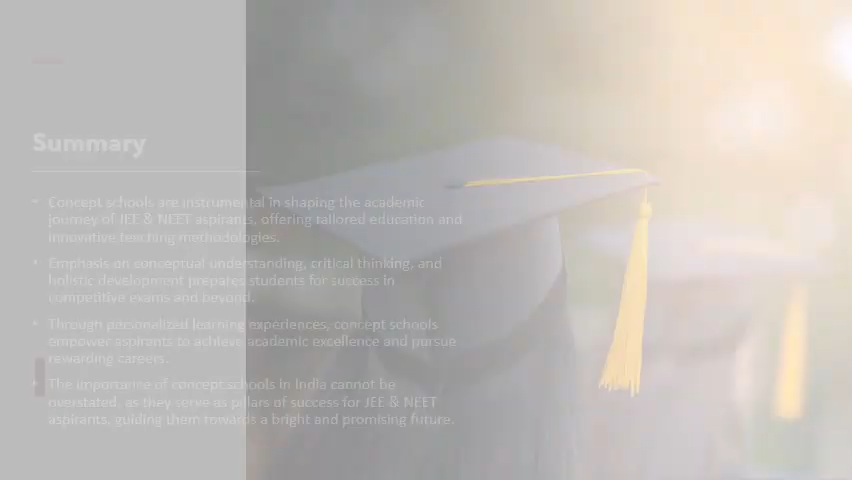 Summary
• Concept schools are instrumental in shaping the academic
journey of JEE & NEET aspirants, offering tailored education and
innovative teaching methodologies.
• Emphasis on conceptual understanding, critical thinking, and
holistic development prepares students for success in
competitive exams and beyond.
• Through personalized learning experiences, concept schools
empower aspirants to achieve academic excellence and pursue
rewarding careers.
• The importance of concept schools in India cannot be
overstated, as they serve as pillars of success for JEE & NEET
aspirants, guiding them towards a bright and promising future.